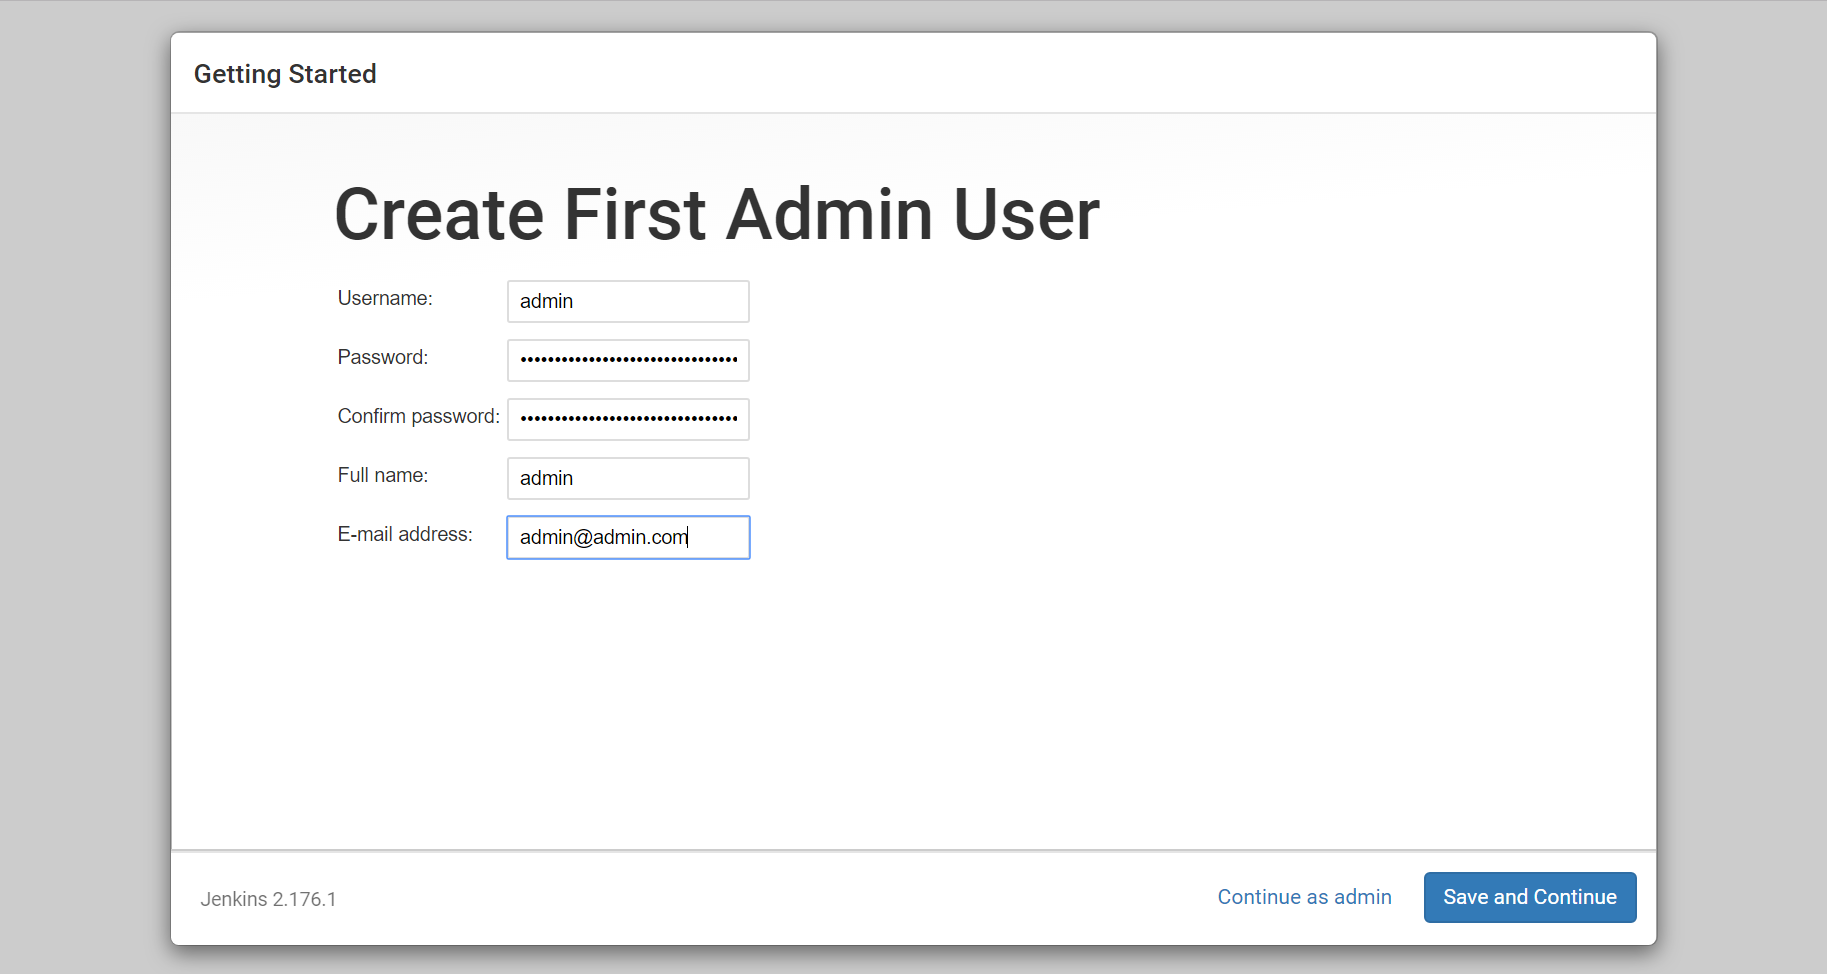 Getting Started
Create First Admin User
Username: admin
Password: ••••••••••••••••••••••••••••••••
Confirm password: ••••••••••••••••••••••••••••••••
Full name: admin
E-mail address: admin@admin.com
Jenkins 2.176.1 Continue as admin Save and Continue